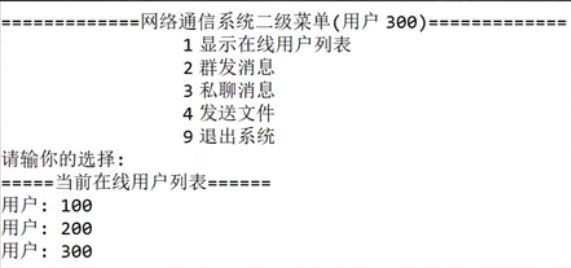 =============网络通信系统二级菜单(用户 300)=============
1 显示在线用户列表
2 群发消息
3 私聊消息
4 发送文件
9 退出系统
请输你的选择:
=====当前在线用户列表======
用户: 100
用户: 200
用户: 300